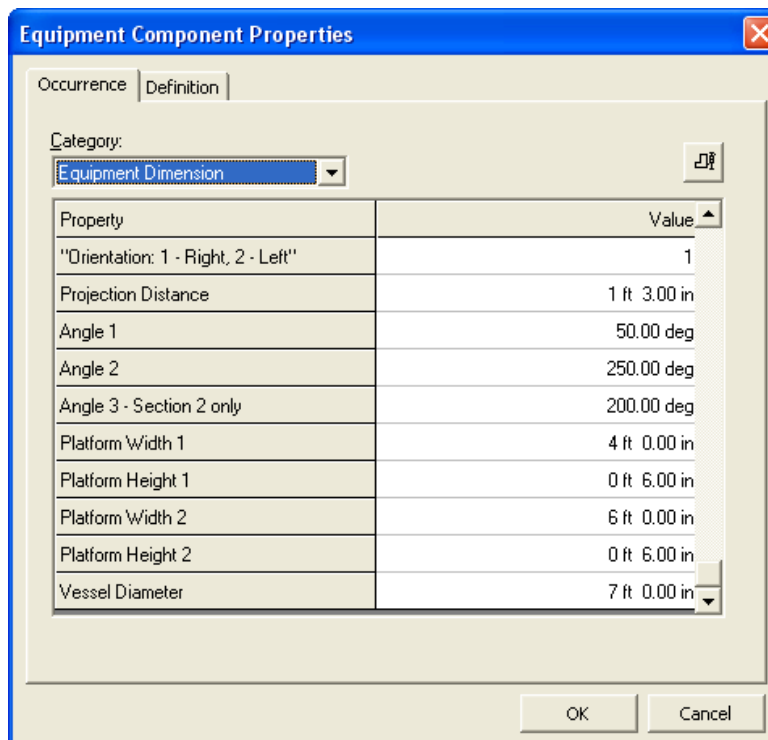 Equipment Component Properties
Occurrence Definition
Category:
Equipment Dimension
Property Value
"Orientation: 1 - Right, 2 - Left" 1
Projection Distance 1 ft 3.00 in
Angle 1 50.00 deg
Angle 2 250.00 deg
Angle 3 - Section 2 only 200.00 deg
Platform Width 1 4 ft 0.00 in
Platform Height 1 0 ft 6.00 in
Platform Width 2 6 ft 0.00 in
Platform Height 2 0 ft 6.00 in
Vessel Diameter 7 ft 0.00 in
OK Cancel